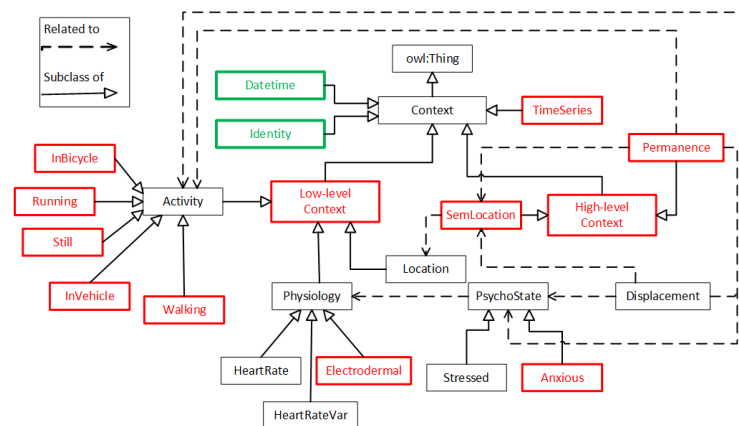 Related to
Subclass of
owl:Thing
Datetime
Context
TimeSeries
Identity
Permanence
InBicycle
Running
Activity
Low-level
Context
SemLocation
High-level
Context
Still
Location
InVehicle
Walking
Physiology
PsychoState
Displacement
HeartRate
Electrodermal
Stressed
Anxious
HeartRateVar